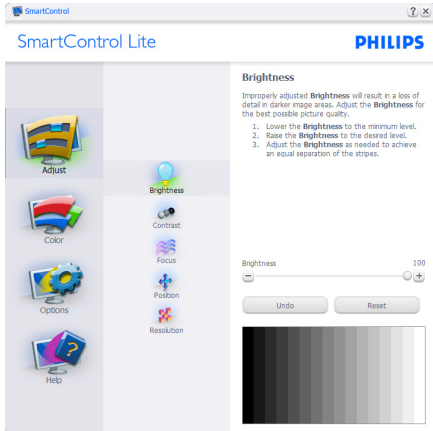 SmartControl
SmartControl Lite
PHILIPS
Adjust
Color
Options
Help
Brightness
Contrast
Focus
Position
Resolution
Brightness
Improperly adjusted Brightness will result in a loss of
detail in darker image areas. Adjust the Brightness for
the best possible picture quality.
1. Lower the Brightness to the minimum level.
2. Raise the Brightness to the desired level.
3. Adjust the Brightness as needed to achieve
an equal separation of the stripes.
Brightness 100
Undo Reset